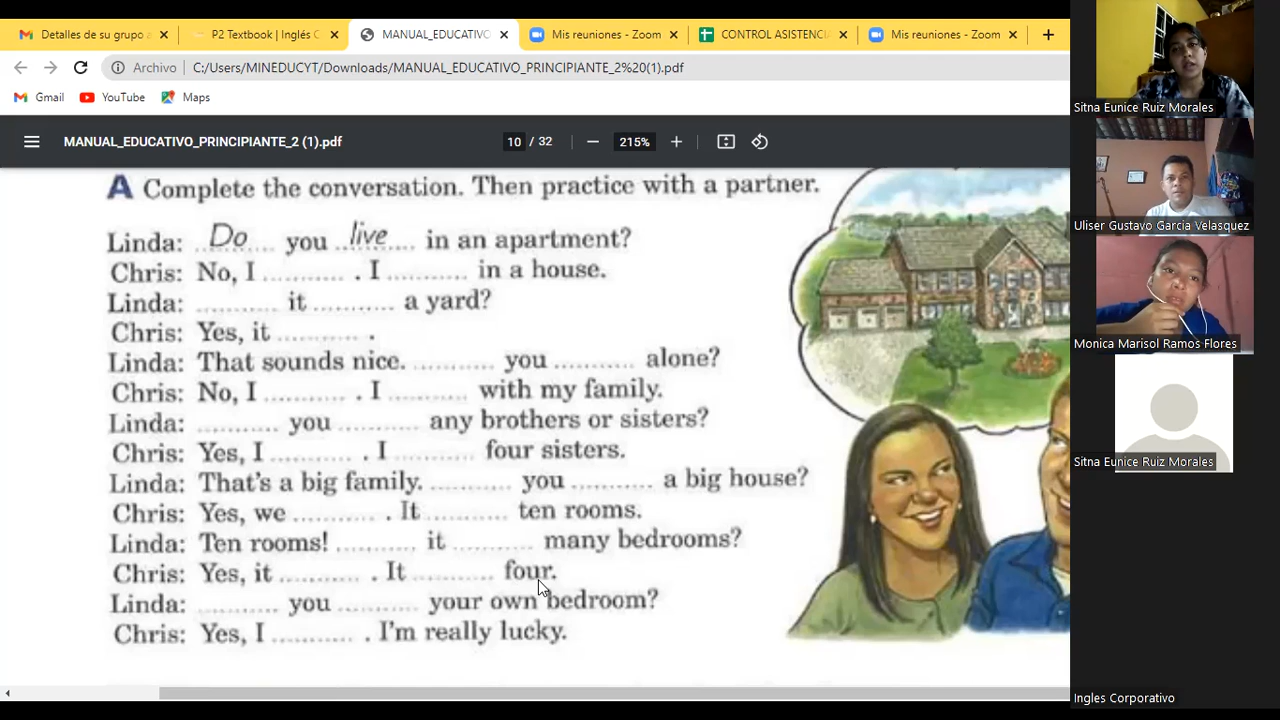 Detalles de su grupo a
P2 Textbook | Inglés C
MANUAL_EDUCATIVO
Mis reuniones - Zoom
CONTROL ASISTENCIA
Mis reuniones - Zoom
Archivo
C:/Users/MINEDUCYT/Downloads/MANUAL_EDUCATIVO_PRINCIPIANTE_2%20(1).pdf
Gmail
YouTube
Maps
MANUAL_EDUCATIVO_PRINCIPIANTE_2 (1).pdf
10 / 32
215%
A Complete the conversation. Then practice with a partner.
Linda: ..Do.... you ..live.... in an apartment?
Chris: No, I ........... . I ........... in a house.
Linda: ........... it ........... a yard?
Chris: Yes, it ........... .
Linda: That sounds nice. ........... you ........... alone?
Chris: No, I ........... . I ........... with my family.
Linda: ........... you ........... any brothers or sisters?
Chris: Yes, I ........... . I ........... four sisters.
Linda: That's a big family. ........... you ........... a big house?
Chris: Yes, we ........... . It ........... ten rooms.
Linda: Ten rooms! ........... it ........... many bedrooms?
Chris: Yes, it ........... . It ........... four.
Linda: ........... you ........... your own bedroom?
Chris: Yes, I ........... . I'm really lucky.
Sitna Eunice Ruiz Morales
Uliser Gustavo Garcia Velasquez
Monica Marisol Ramos Flores
Sitna Eunice Ruiz Morales
Ingles Corporativo